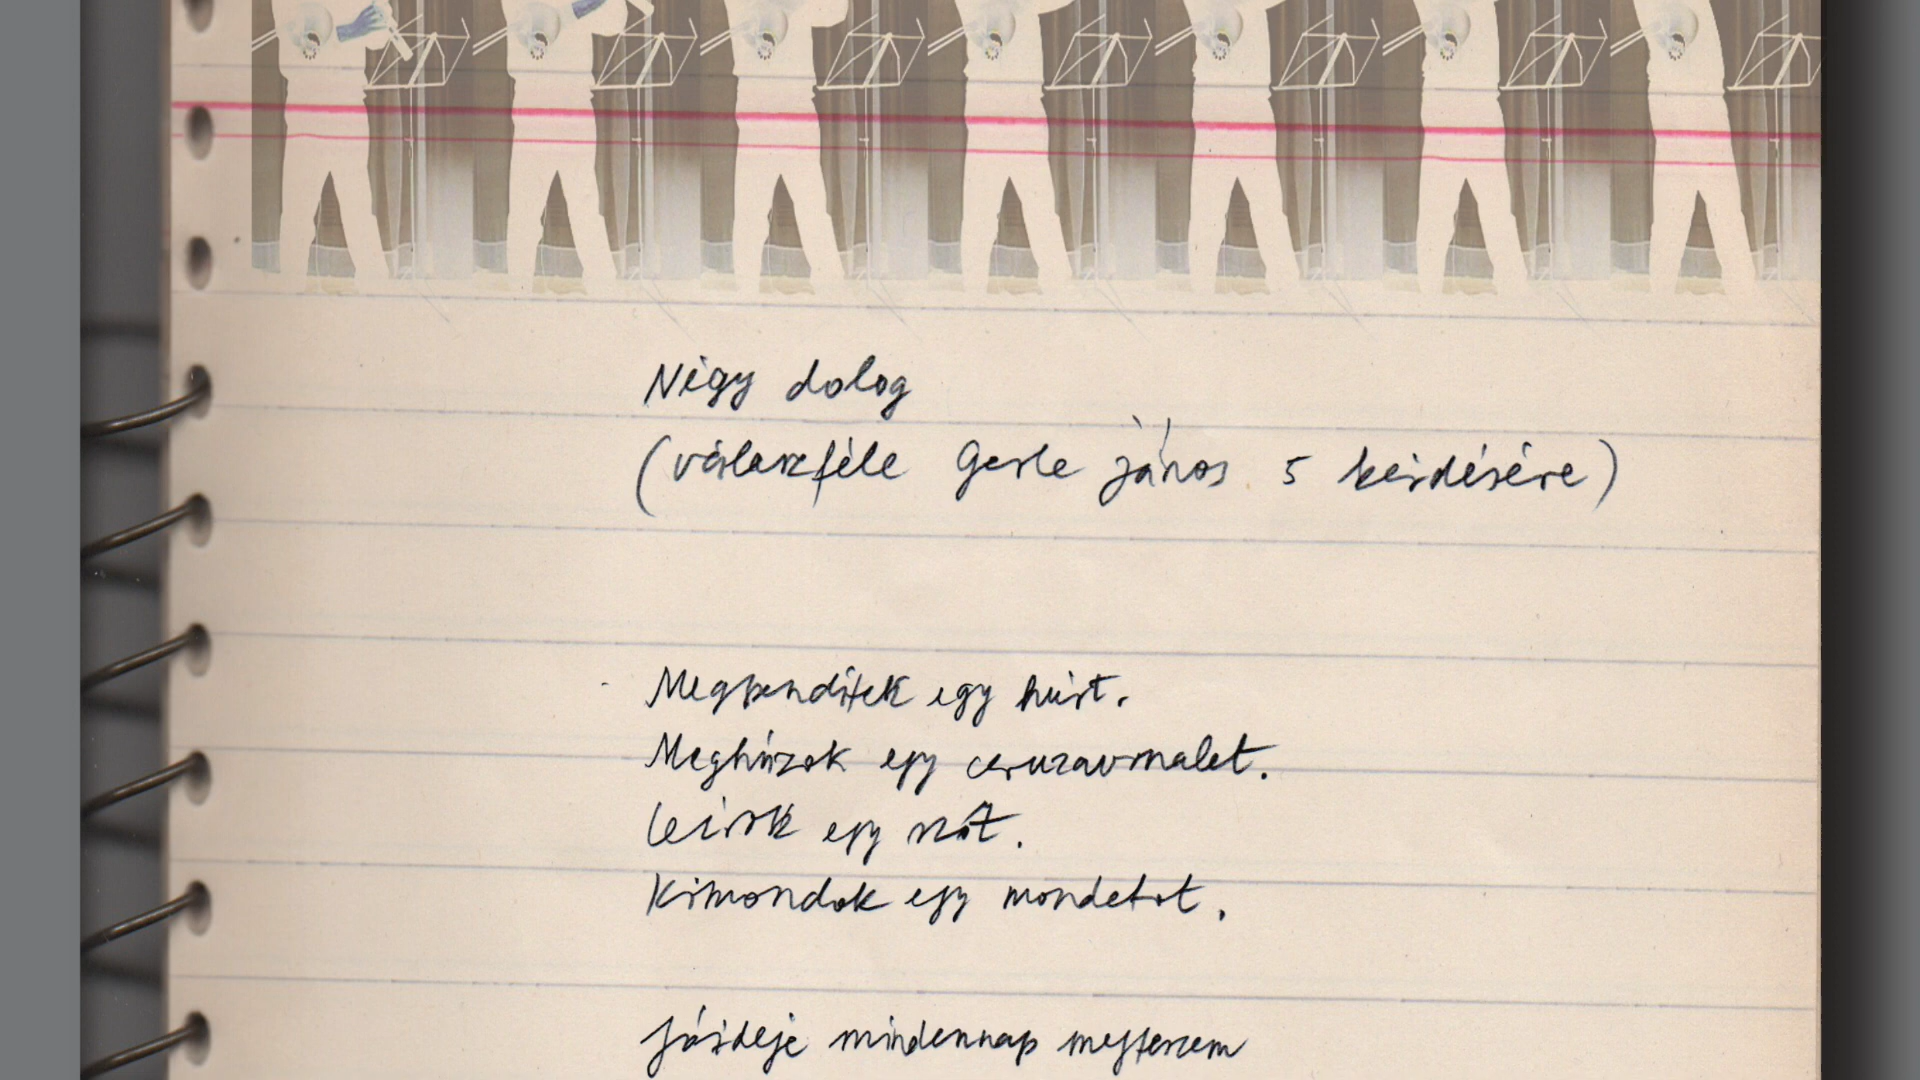 Négy dolog
(válaszféle Gerle János 5 kérdésére)
Megpendítek egy húrt.
Meghúzok egy ceruzavonalat.
Leírok egy szót.
Kimondok egy mondatot.
Jóideje mindennap megteszem